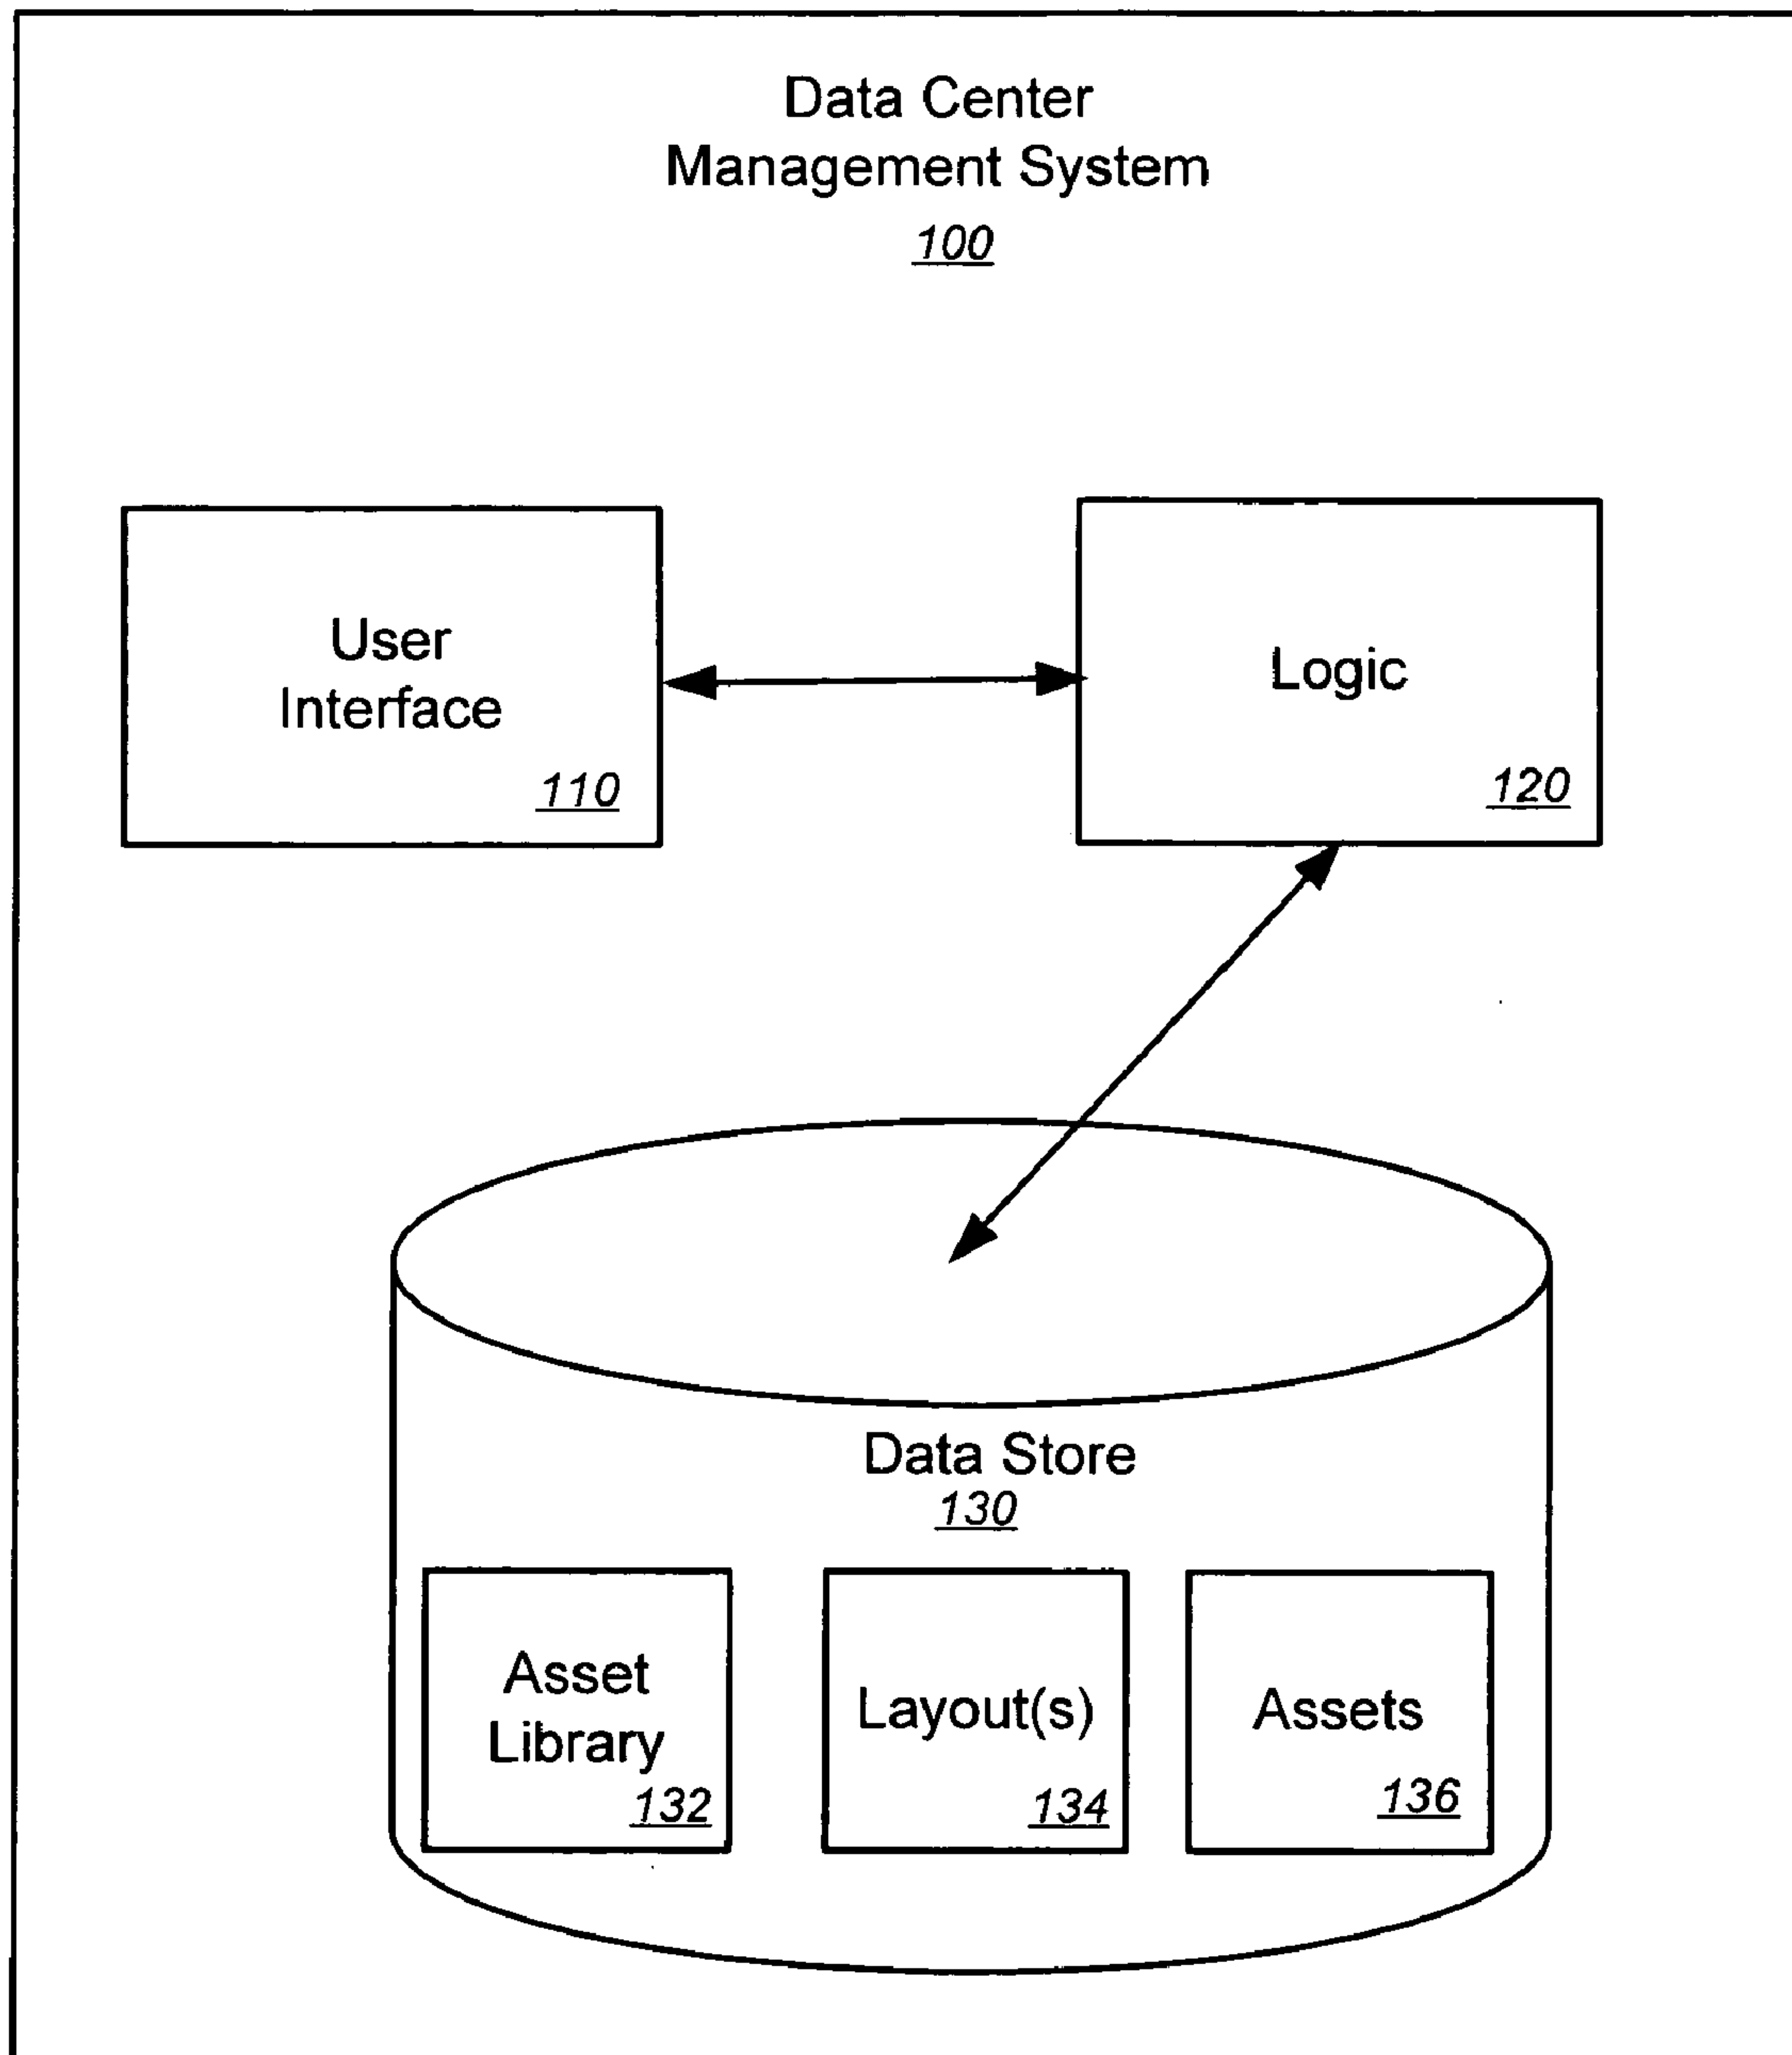 Data Center
Management System
100
User
Interface
110
Logic
120
Data Store
130
Asset
Library
132
Layout(s)
134
Assets
136